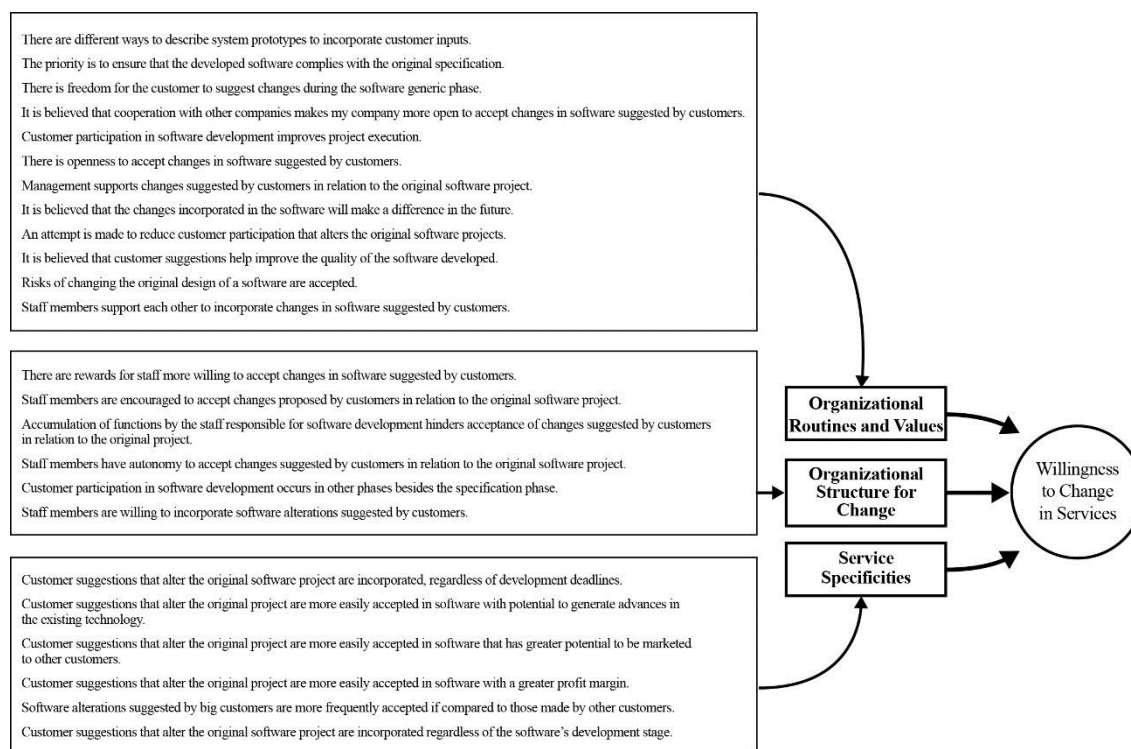 There are different ways to describe system prototypes to incorporate customer inputs.
The priority is to ensure that the developed software complies with the original specification.
There is freedom for the customer to suggest changes during the software generic phase.
It is believed that cooperation with other companies makes my company more open to accept changes in software suggested by customers.
Customer participation in software development improves project execution.
There is openness to accept changes in software suggested by customers.
Management supports changes suggested by customers in relation to the original software project.
It is believed that the changes incorporated in the software will make a difference in the future.
An attempt is made to reduce customer participation that alters the original software projects.
It is believed that customer suggestions help improve the quality of the software developed.
Risks of changing the original design of a software are accepted.
Staff members support each other to incorporate changes in software suggested by customers.
There are rewards for staff more willing to accept changes in software suggested by customers.
Staff members are encouraged to accept changes proposed by customers in relation to the original software project.
Accumulation of functions by the staff responsible for software development hinders acceptance of changes suggested by customers
in relation to the original project.
Staff members have autonomy to accept changes suggested by customers in relation to the original software project.
Customer participation in software development occurs in other phases besides the specification phase.
Staff members are willing to incorporate software alterations suggested by customers.
Customer suggestions that alter the original software project are incorporated, regardless of development deadlines.
Customer suggestions that alter the original project are more easily accepted in software with potential to generate advances in
the existing technology.
Customer suggestions that alter the original project are more easily accepted in software that has greater potential to be marketed
to other customers.
Customer suggestions that alter the original project are more easily accepted in software with a greater profit margin.
Software alterations suggested by big customers are more frequently accepted if compared to those made by other customers.
Customer suggestions that alter the original software project are incorporated regardless of the software's development stage.
Organizational
Routines and Values
Organizational
Structure for
Change
Service
Specificities
Willingness
to Change
in Services